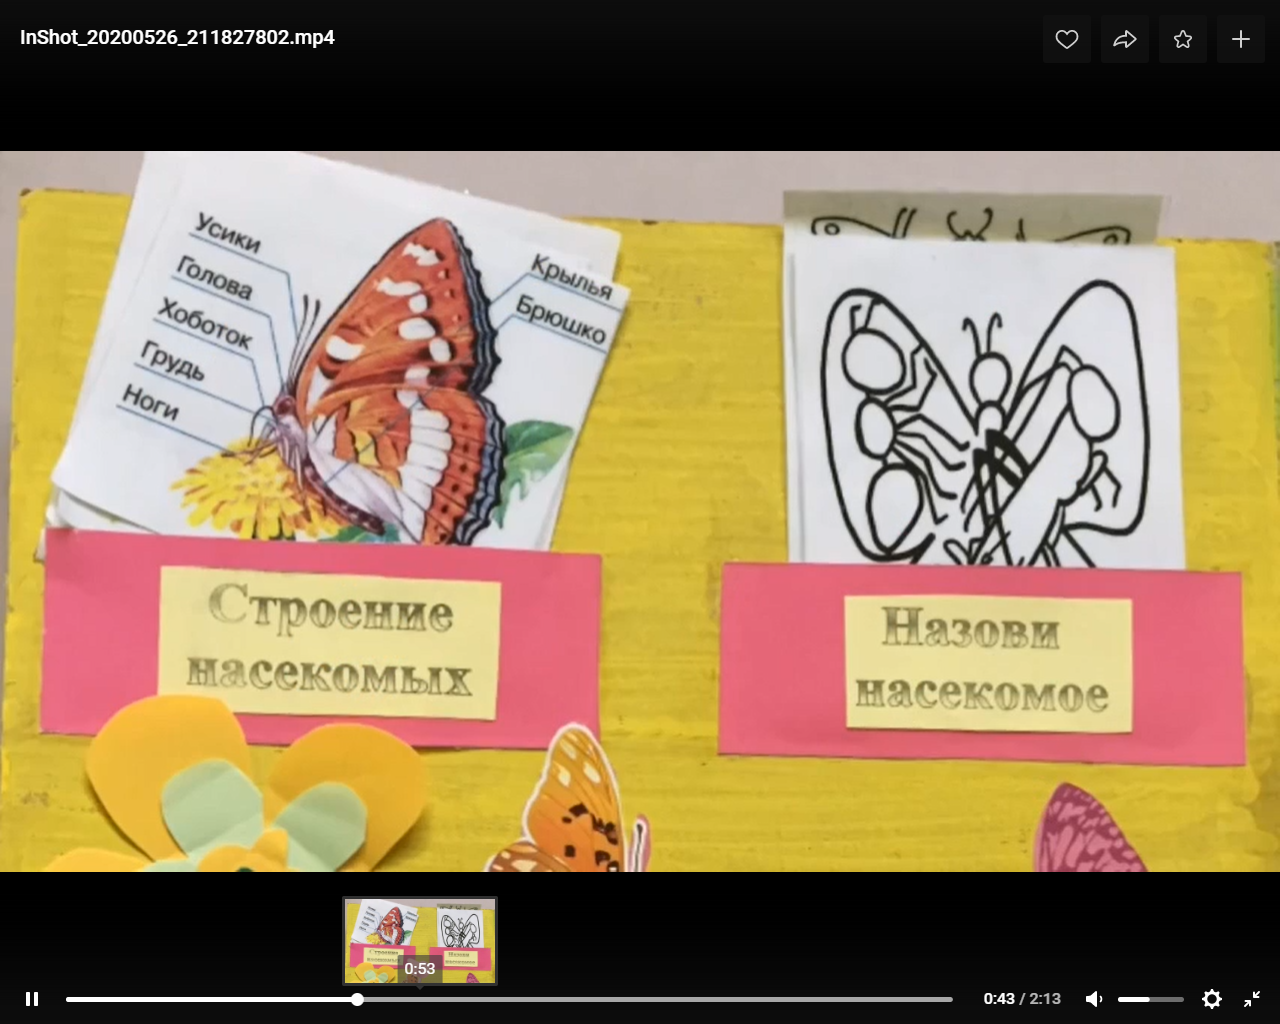 InShot_20200526_211827802.mp4
Усики
Голова
Хоботок
Грудь
Ноги
Крылья
Брюшко
Строение
насекомых
Назови
насекомое
0:53
0:43 / 2:13